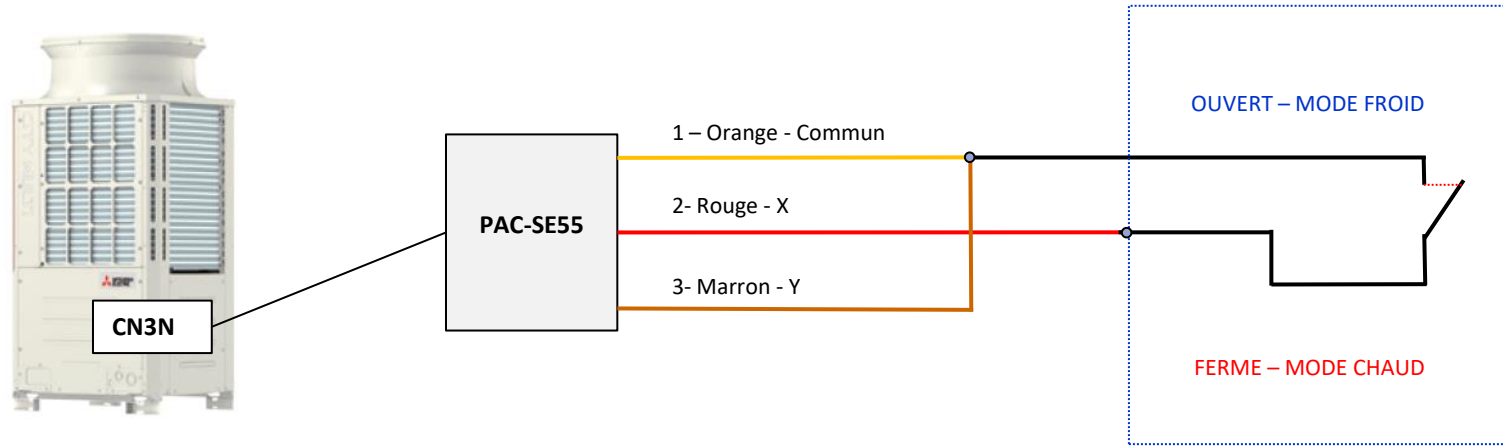 OUVERT – MODE FROID
1 – Orange - Commun
2- Rouge - X
PAC-SE55
3- Marron - Y
CN3N
FERME – MODE CHAUD